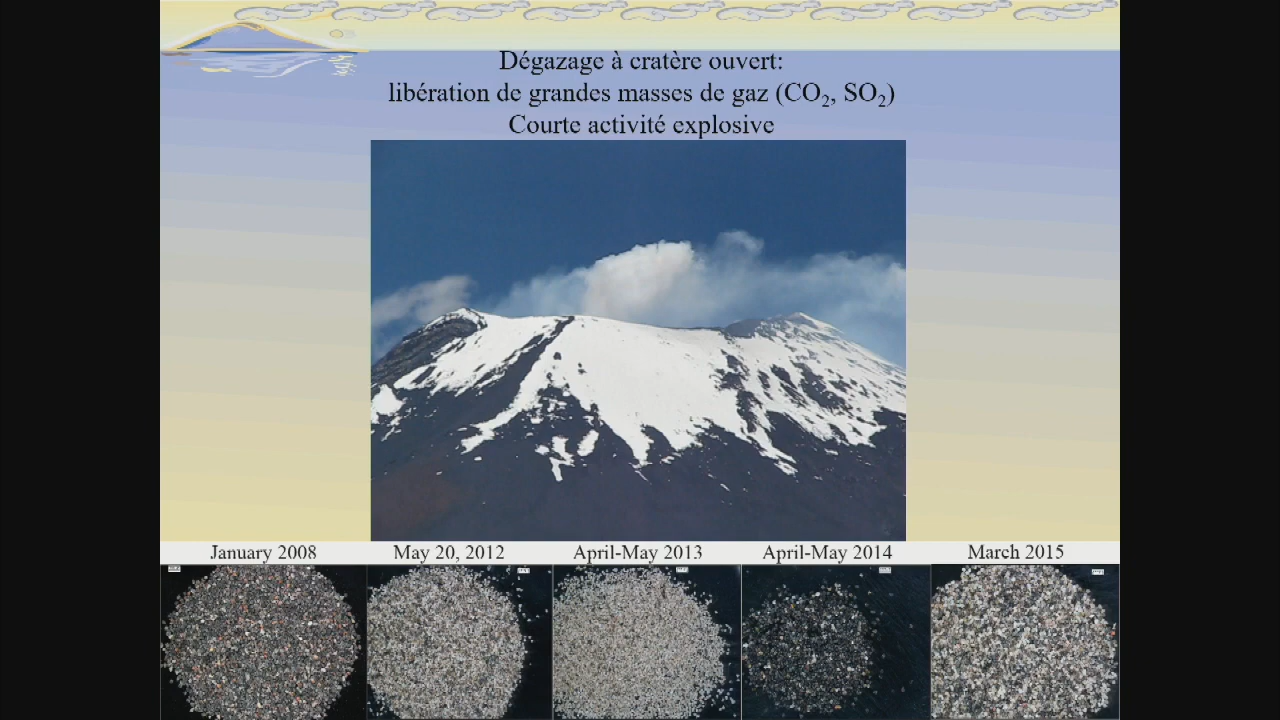 Dégazage à cratère ouvert:
libération de grandes masses de gaz (CO₂, SO₂)
Courte activité explosive
January 2008
May 20, 2012
April-May 2013
April-May 2014
March 2015